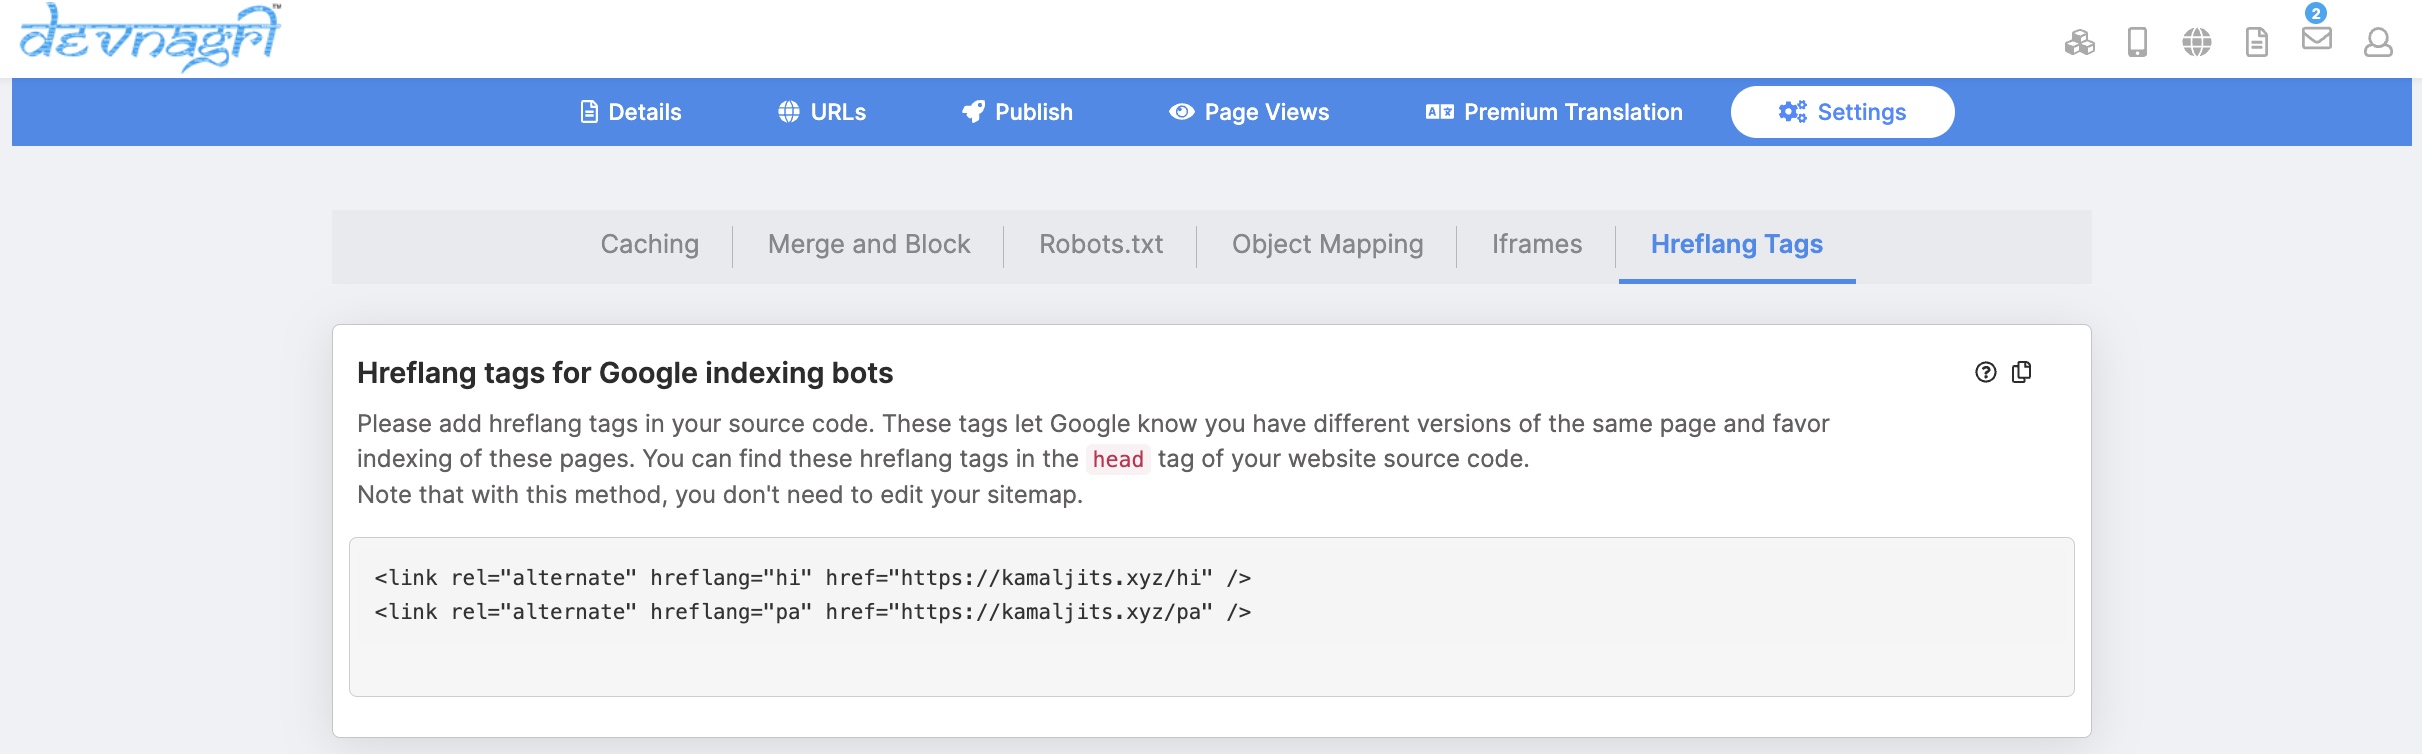 devnagri™
2
Details
URLs
Publish
Page Views
Premium Translation
Settings
Caching
Merge and Block
Robots.txt
Object Mapping
Iframes
Hreflang Tags
Hreflang tags for Google indexing bots
Please add hreflang tags in your source code. These tags let Google know you have different versions of the same page and favor
indexing of these pages. You can find these hreflang tags in the head tag of your website source code.
Note that with this method, you don't need to edit your sitemap.
<link rel="alternate" hreflang="hi" href="https://kamaljits.xyz/hi" />
<link rel="alternate" hreflang="pa" href="https://kamaljits.xyz/pa" />